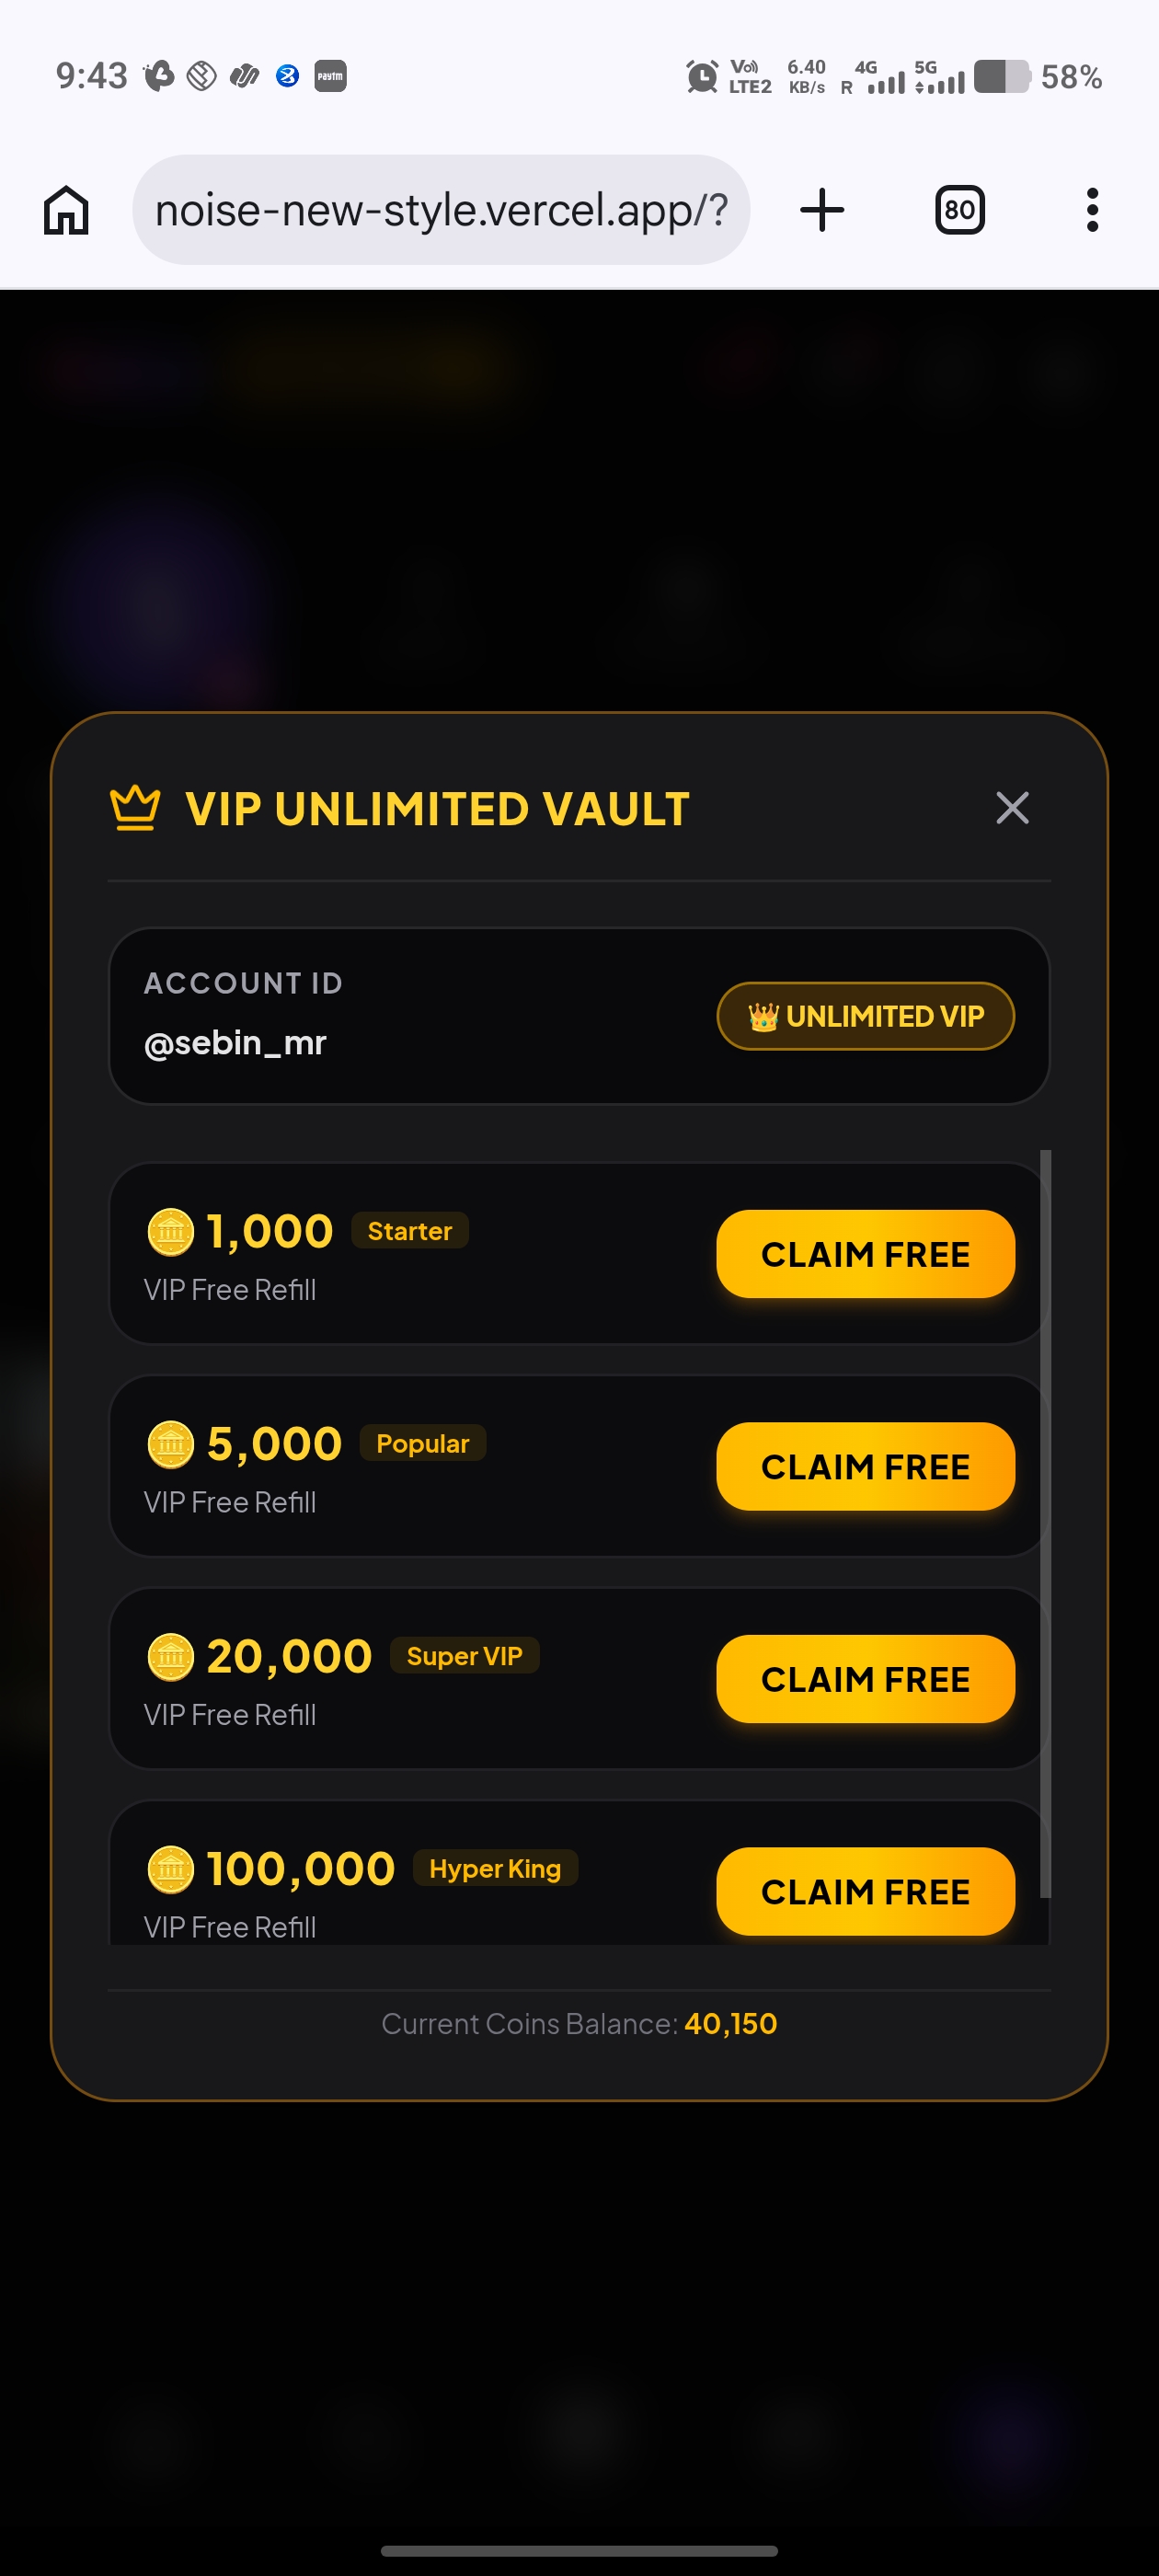 9:43 paytm Vo)) LTE2 6.40 KB/s R 4G 5G 58%
noise-new-style.vercel.app/? 80
VIP UNLIMITED VAULT
ACCOUNT ID
@sebin_mr
👑 UNLIMITED VIP
1,000 Starter
VIP Free Refill
CLAIM FREE
5,000 Popular
VIP Free Refill
CLAIM FREE
20,000 Super VIP
VIP Free Refill
CLAIM FREE
100,000 Hyper King
VIP Free Refill
CLAIM FREE
Current Coins Balance: 40,150